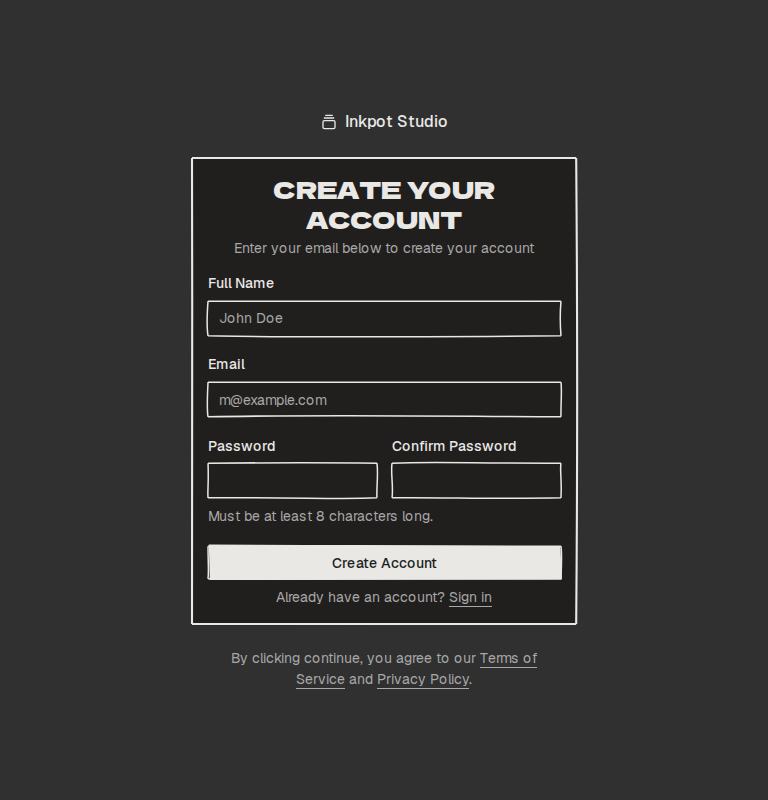 Inkpot Studio
CREATE YOUR
ACCOUNT
Enter your email below to create your account
Full Name
John Doe
Email
m@example.com
Password
Confirm Password
Must be at least 8 characters long.
Create Account
Already have an account? Sign in
By clicking continue, you agree to our Terms of
Service and Privacy Policy.